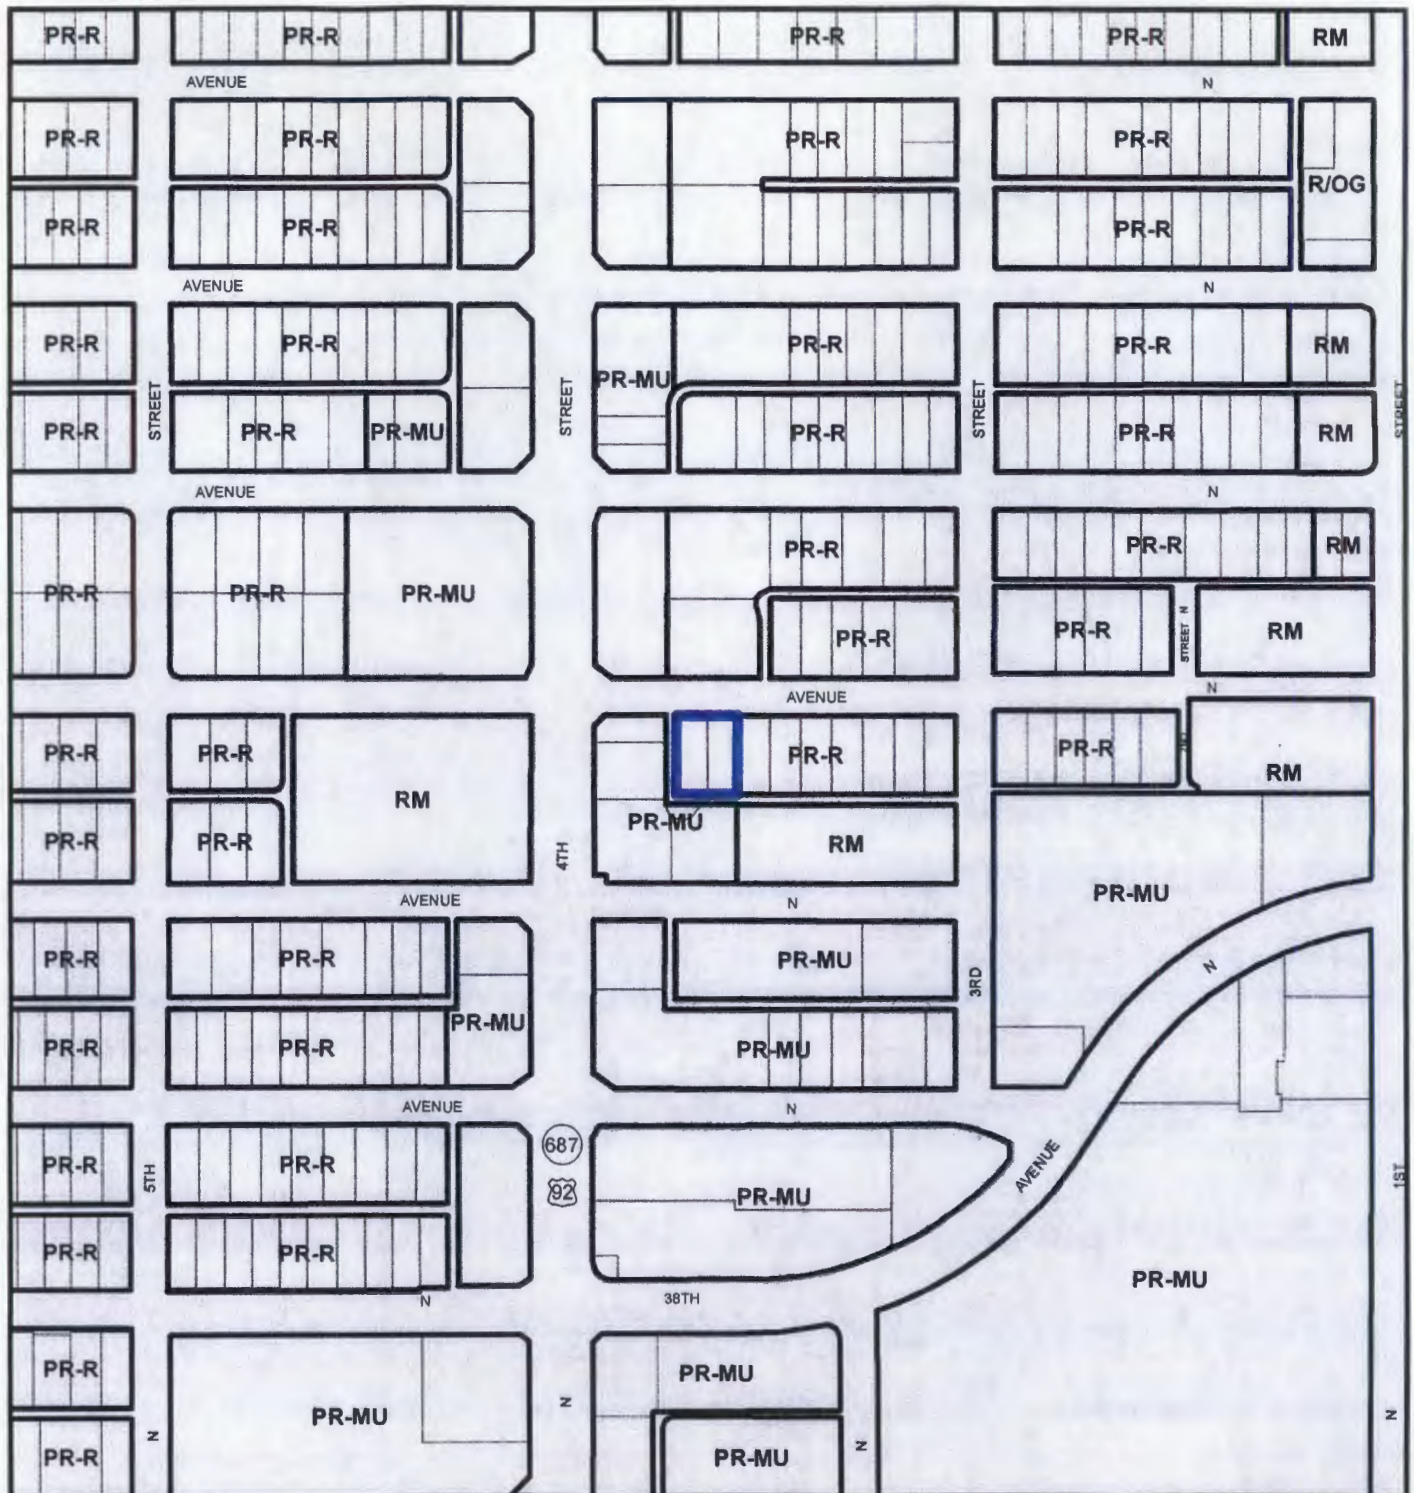 PR-R PR-R PR-R PR-R RM
AVENUE N
PR-R PR-R PR-R PR-R
R/OG
PR-R PR-R PR-R
AVENUE N
PR-R PR-R PR-R PR-R RM
PR-MU
STREET STREET STREET STREET
PR-R PR-R PR-MU PR-R PR-R RM
AVENUE N
PR-R PR-R RM
PR-R PR-R PR-MU
PR-R PR-R STREET N RM
AVENUE N
PR-R PR-R PR-R PR-R
RM RM
PR-MU
PR-R PR-R 4TH RM
PR-MU
AVENUE N
PR-R PR-R PR-MU 3RD N
PR-MU
PR-R PR-R PR-MU
AVENUE N
687
PR-R 5TH PR-R AVENUE 1ST
92 PR-MU
PR-R PR-R
PR-MU
N 38TH
PR-R PR-MU
PR-MU N N
PR-R N PR-MU N